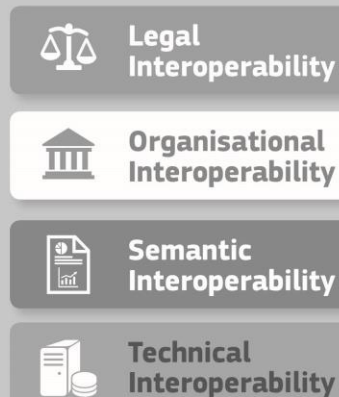 Legal
Interoperability
Organisational
Interoperability
Semantic
Interoperability
Technical
Interoperability